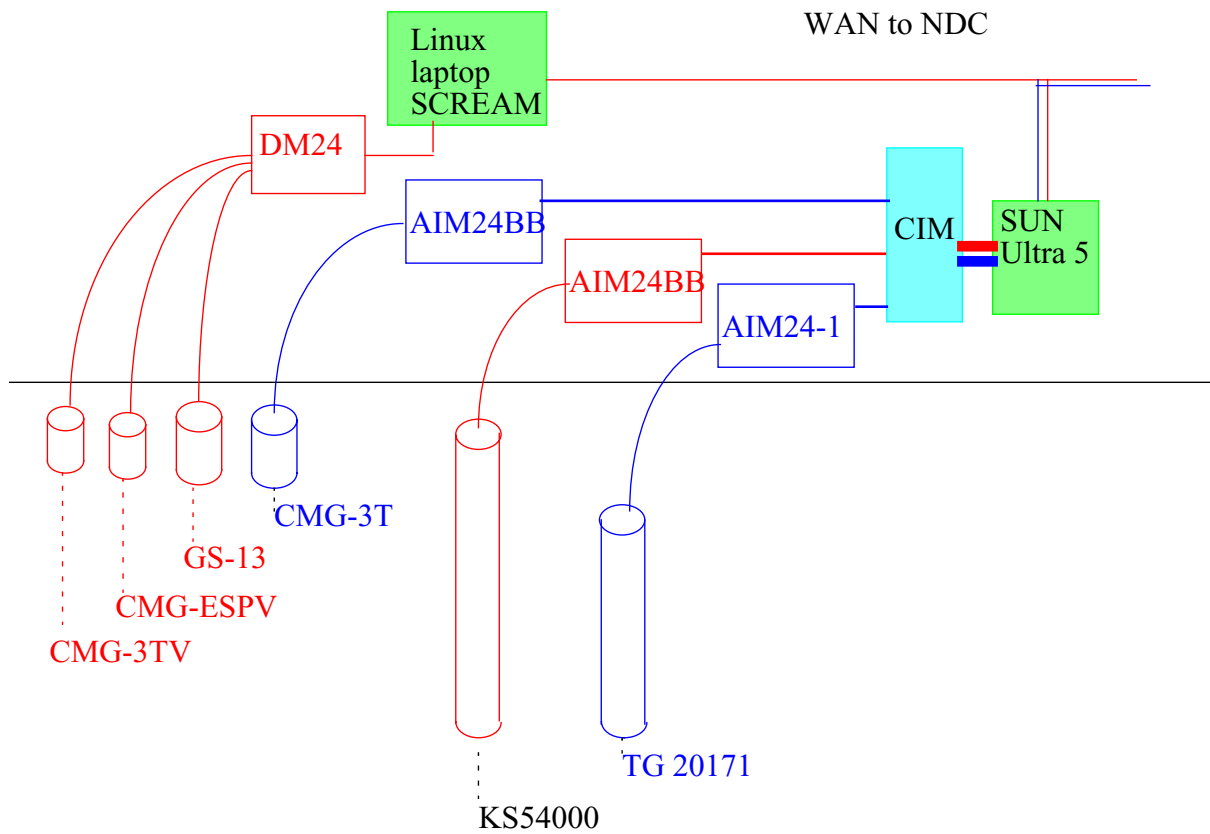 WAN to NDC
Linux
laptop
SCREAM
DM24
AIM24BB
CIM
SUN
Ultra 5
AIM24BB
AIM24-1
CMG-3T
GS-13
CMG-ESPV
CMG-3TV
TG 20171
KS54000